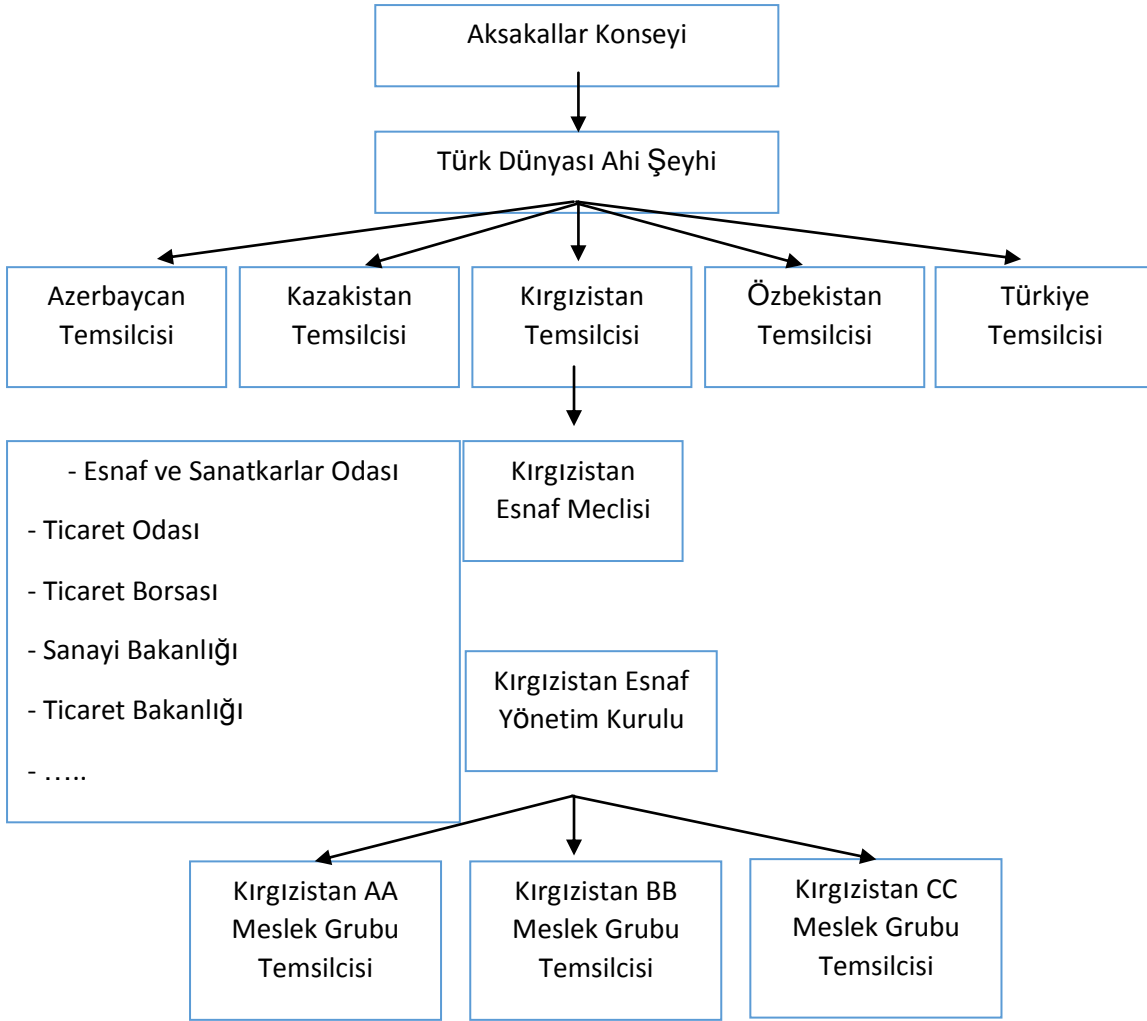 Aksakallar Konseyi
Türk Dünyası Ahi Şeyhi
Azerbaycan
Temsilcisi
Kazakistan
Temsilcisi
Kırgızistan
Temsilcisi
Özbekistan
Temsilcisi
Türkiye
Temsilcisi
- Esnaf ve Sanatkarlar Odası
- Ticaret Odası
- Ticaret Borsası
- Sanayi Bakanlığı
- Ticaret Bakanlığı
- …..
Kırgızistan
Esnaf Meclisi
Kırgızistan Esnaf
Yönetim Kurulu
Kırgızistan AA
Meslek Grubu
Temsilcisi
Kırgızistan BB
Meslek Grubu
Temsilcisi
Kırgızistan CC
Meslek Grubu
Temsilcisi